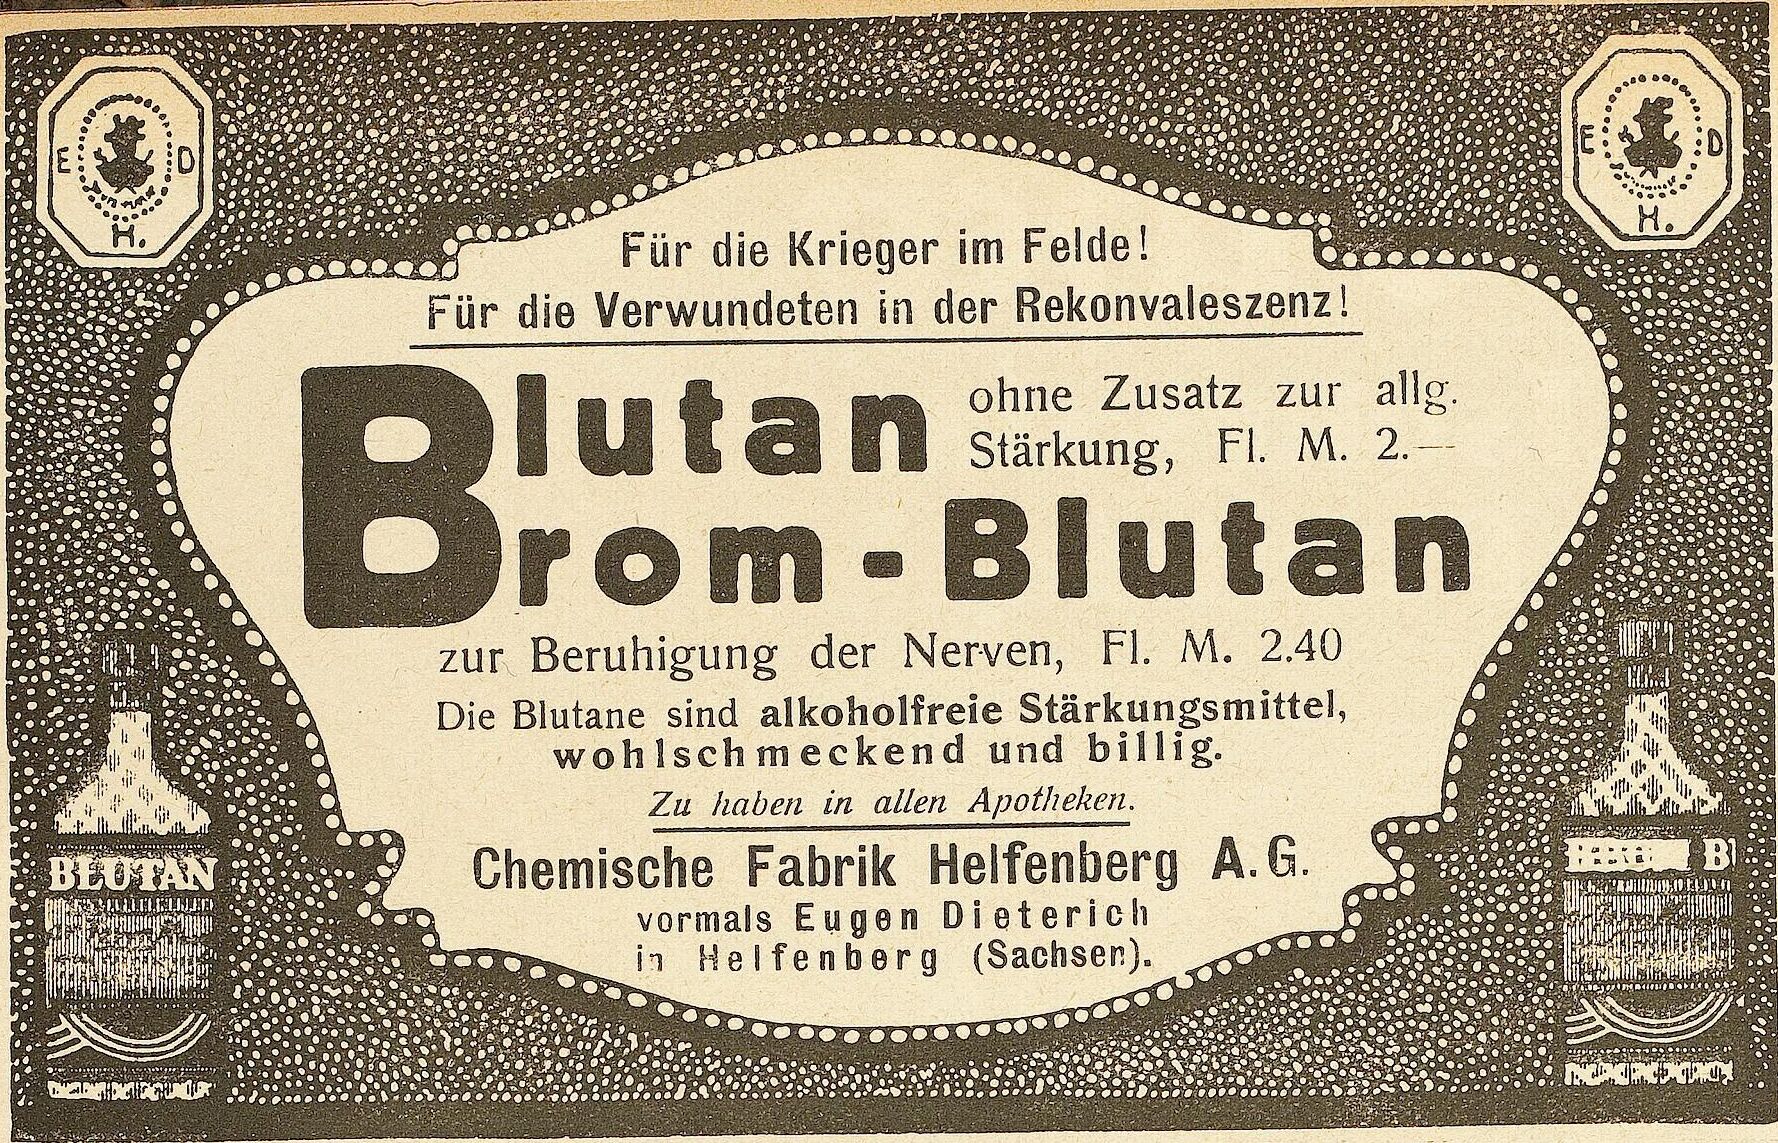 E D
H.
E D
H.
Für die Krieger im Felde!
Für die Verwundeten in der Rekonvaleszenz!
Blutan ohne Zusatz zur allg.
Stärkung, Fl. M. 2.—
Brom-Blutan
zur Beruhigung der Nerven, Fl. M. 2.40
Die Blutane sind alkoholfreie Stärkungsmittel,
wohlschmeckend und billig.
Zu haben in allen Apotheken.
Chemische Fabrik Helfenberg A.G.
vormals Eugen Dieterich
in Helfenberg (Sachsen).
BLUTAN